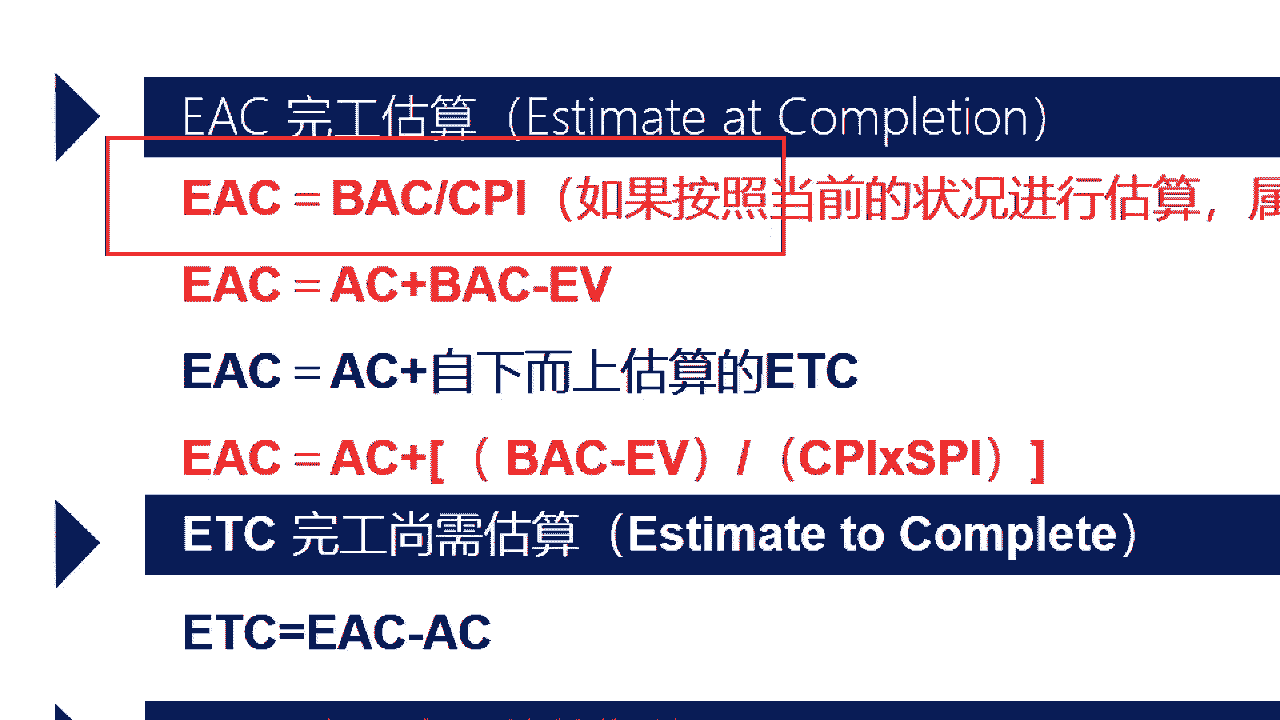 EAC 完工估算（Estimate at Completion）
EAC = BAC/CPI（如果按照当前的状况进行估算，属
EAC = AC+BAC-EV
EAC = AC+自下而上估算的ETC
EAC = AC+[（ BAC-EV）/（CPIxSPI）]
ETC 完工尚需估算（Estimate to Complete）
ETC=EAC-AC